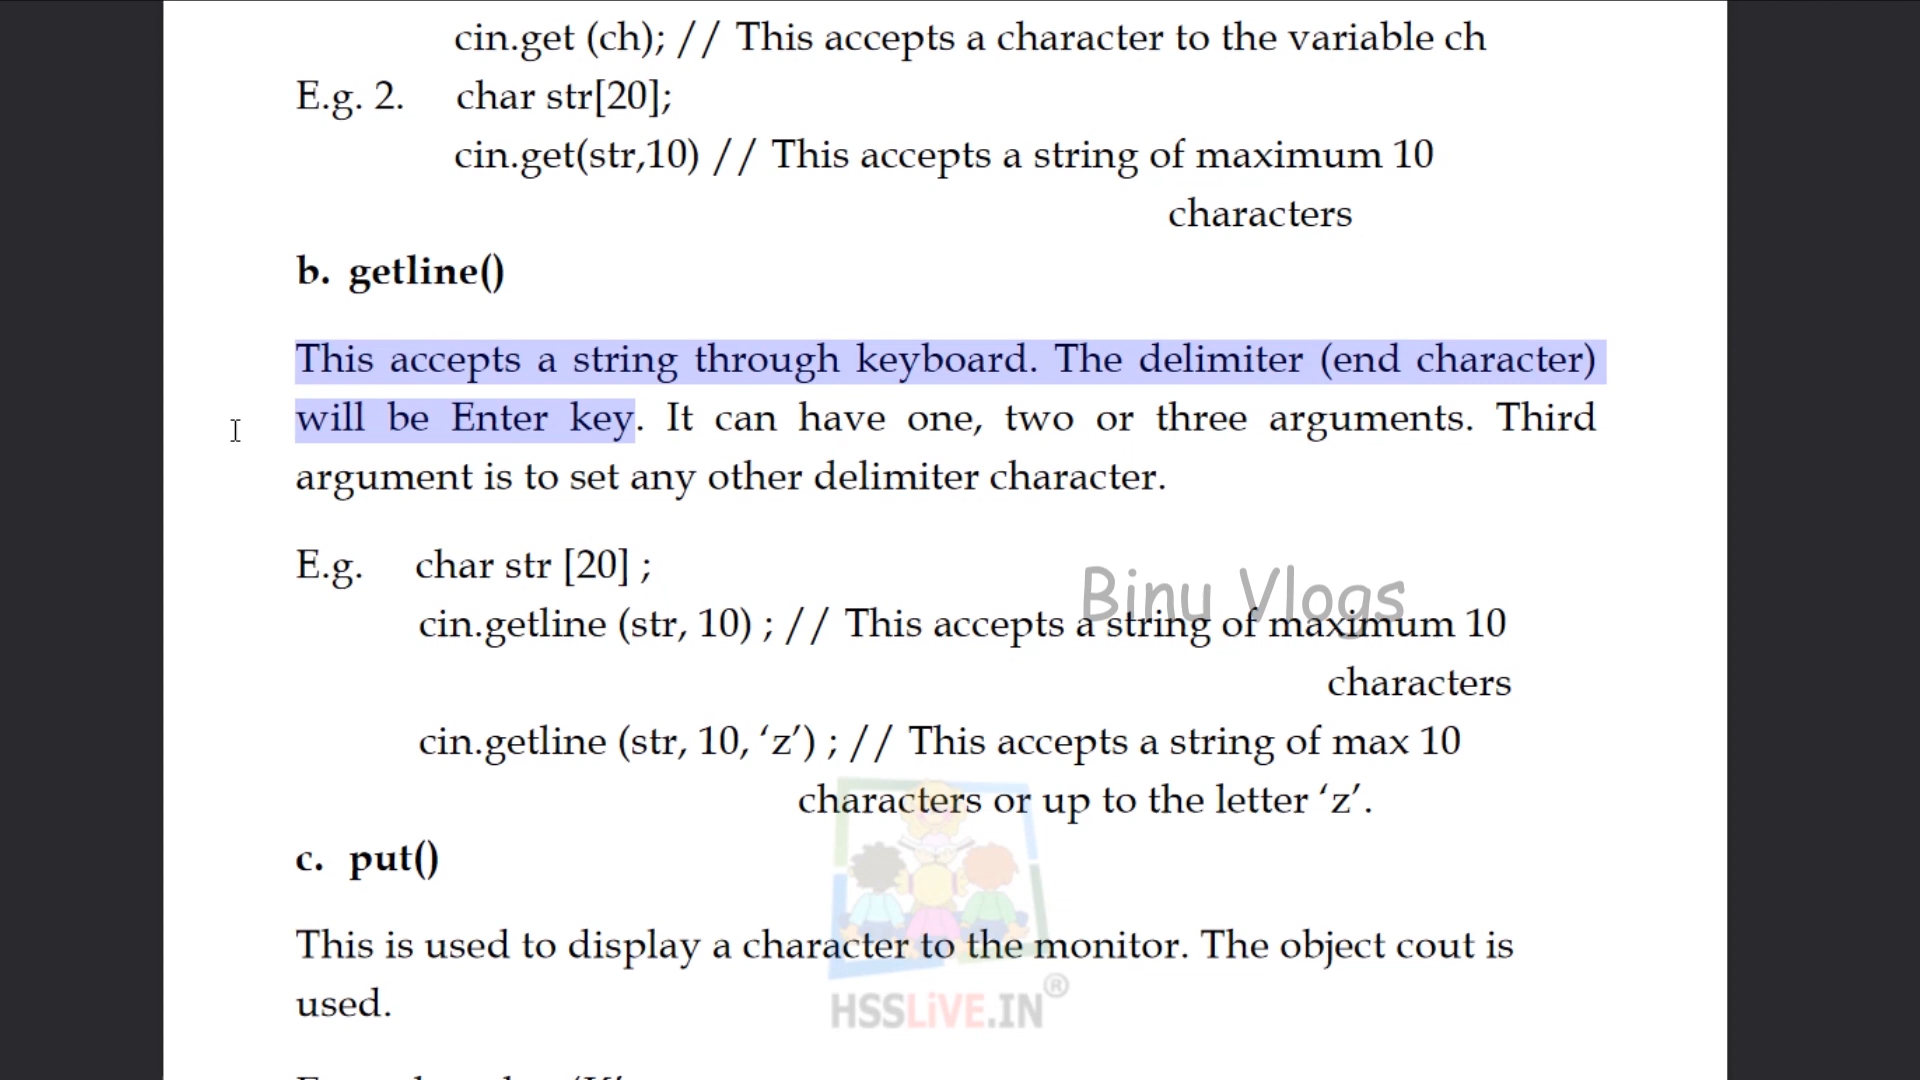 cin.get (ch); // This accepts a character to the variable ch
E.g. 2. char str[20];
cin.get(str,10) // This accepts a string of maximum 10
characters
b. getline()
This accepts a string through keyboard. The delimiter (end character)
will be Enter key. It can have one, two or three arguments. Third
argument is to set any other delimiter character.
E.g. char str [20] ;
Binu Vlogs
cin.getline (str, 10) ; // This accepts a string of maximum 10
characters
cin.getline (str, 10, ‘z’) ; // This accepts a string of max 10
characters or up to the letter ‘z’.
c. put()
This is used to display a character to the monitor. The object cout is
used.
HSSLiVE.IN®